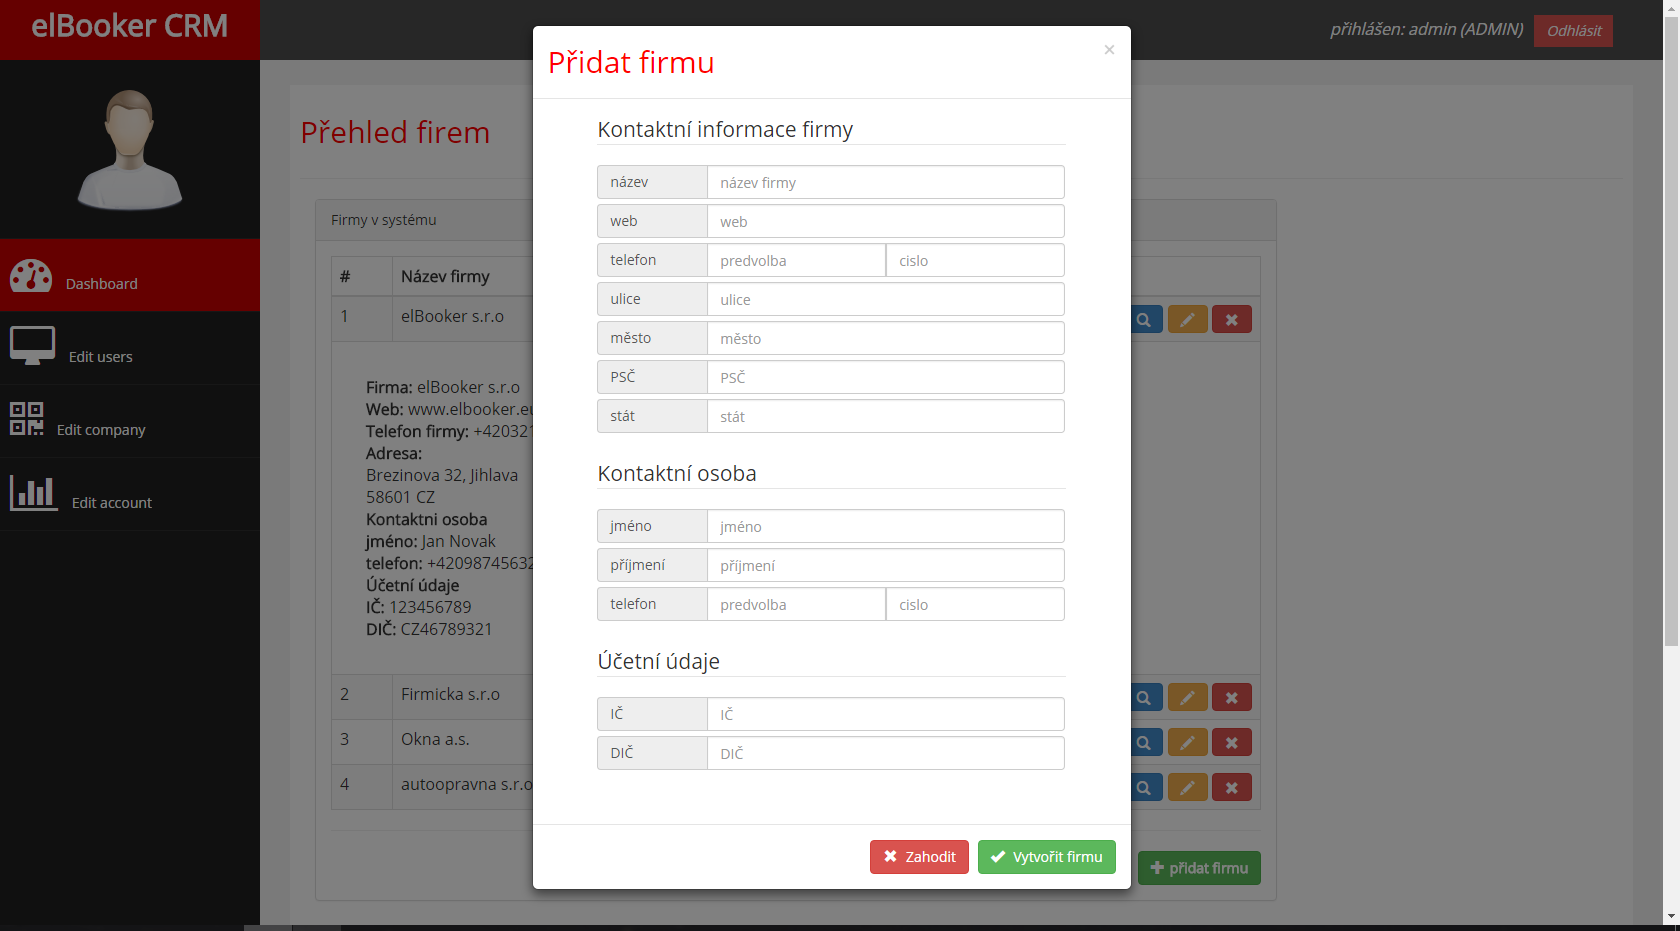 elBooker CRM
přihlášen: admin (ADMIN)
Odhlásit
Dashboard
Edit users
Edit company
Edit account
Přehled firem
Firmy v systému
# Název firmy
1 elBooker s.r.o
Firma: elBooker s.r.o
Web: www.elbooker.eu
Telefon firmy: +42032
Adresa:
Brezinova 32, Jihlava
58601 CZ
Kontaktni osoba
jméno: Jan Novak
telefon: +42098745632
Účetní údaje
IČ: 123456789
DIČ: CZ46789321
2 Firmicka s.r.o
3 Okna a.s.
4 autoopravna s.r.o
přidat firmu
Přidat firmu
×
Kontaktní informace firmy
název název firmy
web web
telefon predvolba cislo
ulice ulice
město město
PSČ PSČ
stát stát
Kontaktní osoba
jméno jméno
příjmení příjmení
telefon predvolba cislo
Účetní údaje
IČ IČ
DIČ DIČ
Zahodit
Vytvořit firmu